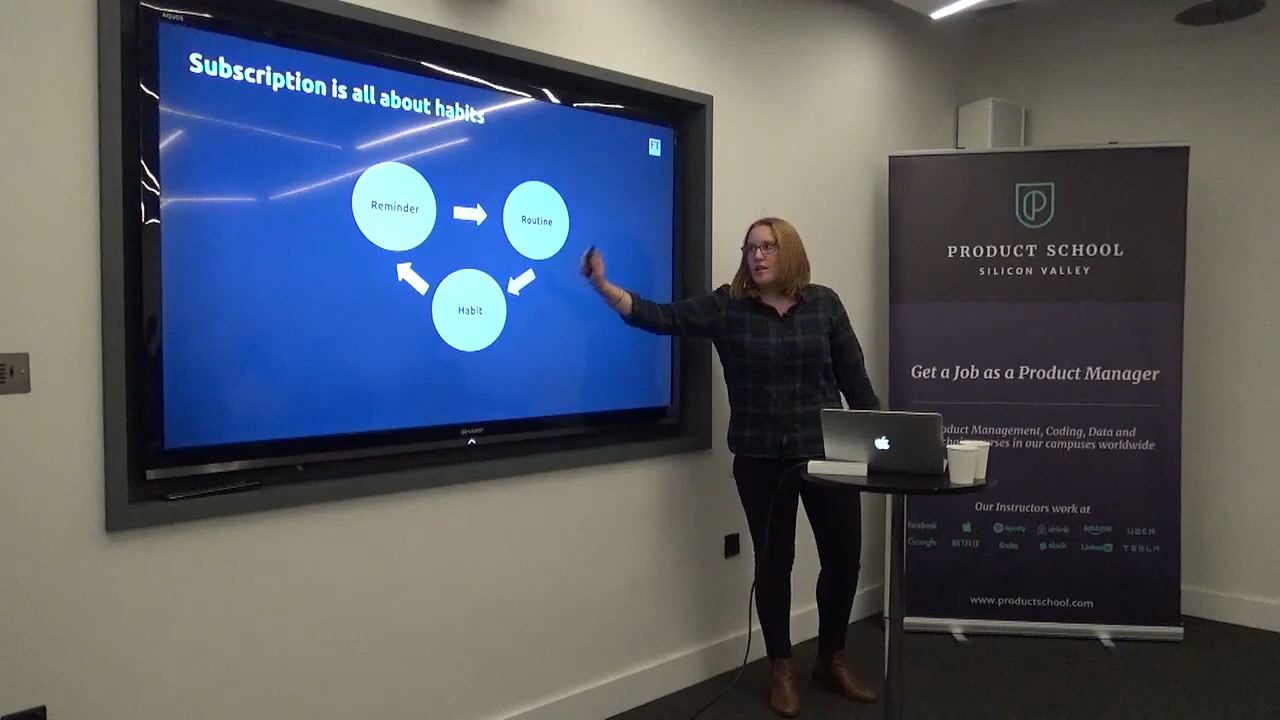 AQUOS
Subscription is all about habits
FT
Reminder
Routine
Habit
SHARP
PRODUCT SCHOOL
SILICON VALLEY
Get a Job as a Product Manager
oduct Management, Coding, Data and
courses in our campuses worldwide
Our Instructors work at
facebook
Spotify
airbnb
amazon
UBER
Google
NETFLIX
tinder
slack
LinkedIn
TESLA
www.productschool.com